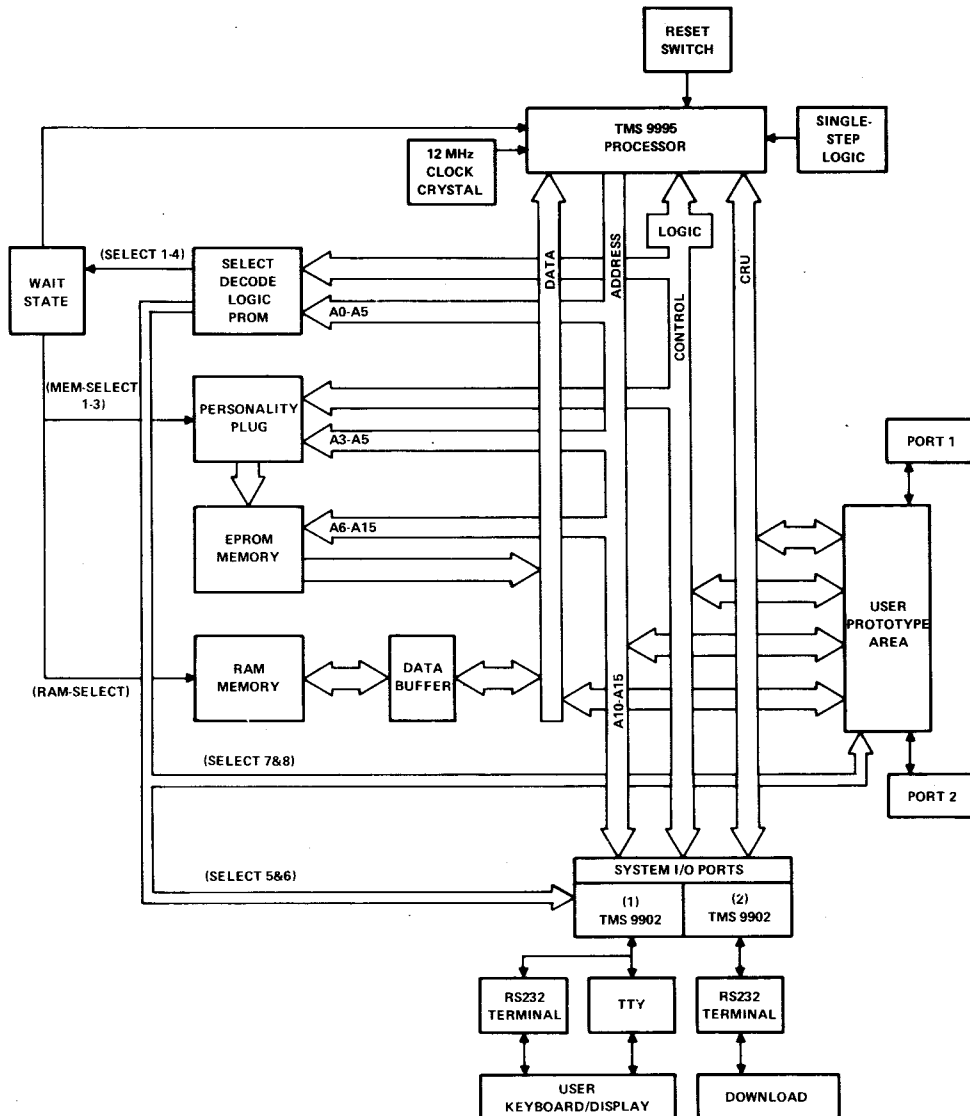 RESET
SWITCH
TMS 9995
PROCESSOR
SINGLE-
STEP
LOGIC
12 MHz
CLOCK
CRYSTAL
WAIT
STATE
(SELECT 1-4)
SELECT
DECODE
LOGIC
PROM
A0-A5
DATA
ADDRESS
LOGIC
CONTROL
CRU
(MEM-SELECT
1-3)
PERSONALITY
PLUG
A3-A5
EPROM
MEMORY
A6-A15
PORT 1
USER
PROTOTYPE
AREA
PORT 2
(RAM-SELECT)
RAM
MEMORY
DATA
BUFFER
A10-A15
(SELECT 7&8)
(SELECT 5&6)
SYSTEM I/O PORTS
(1)
TMS 9902
(2)
TMS 9902
RS232
TERMINAL
TTY
RS232
TERMINAL
USER
KEYBOARD/DISPLAY
DOWNLOAD